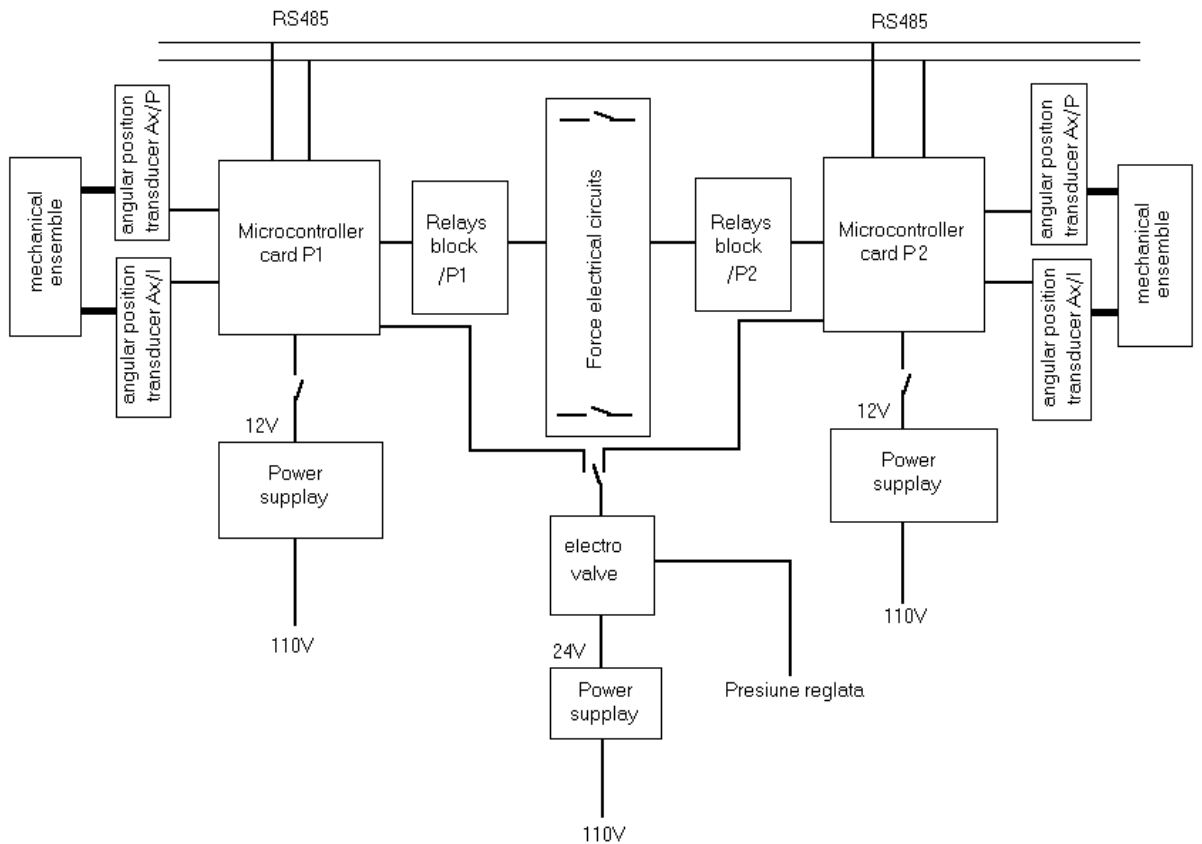 RS485
RS485
angular position
transducer Ax/P
angular position
transducer Ax/I
mechanical
ensemble
Microcontroller
card P1
Relays
block
/P1
Force electrical circuits
Relays
block
/P2
Microcontroller
card P2
angular position
transducer Ax/P
angular position
transducer Ax/I
mechanical
ensemble
12V
Power
supplay
110V
12V
Power
supplay
110V
electro
valve
24V
Power
supplay
Presiune reglata
110V